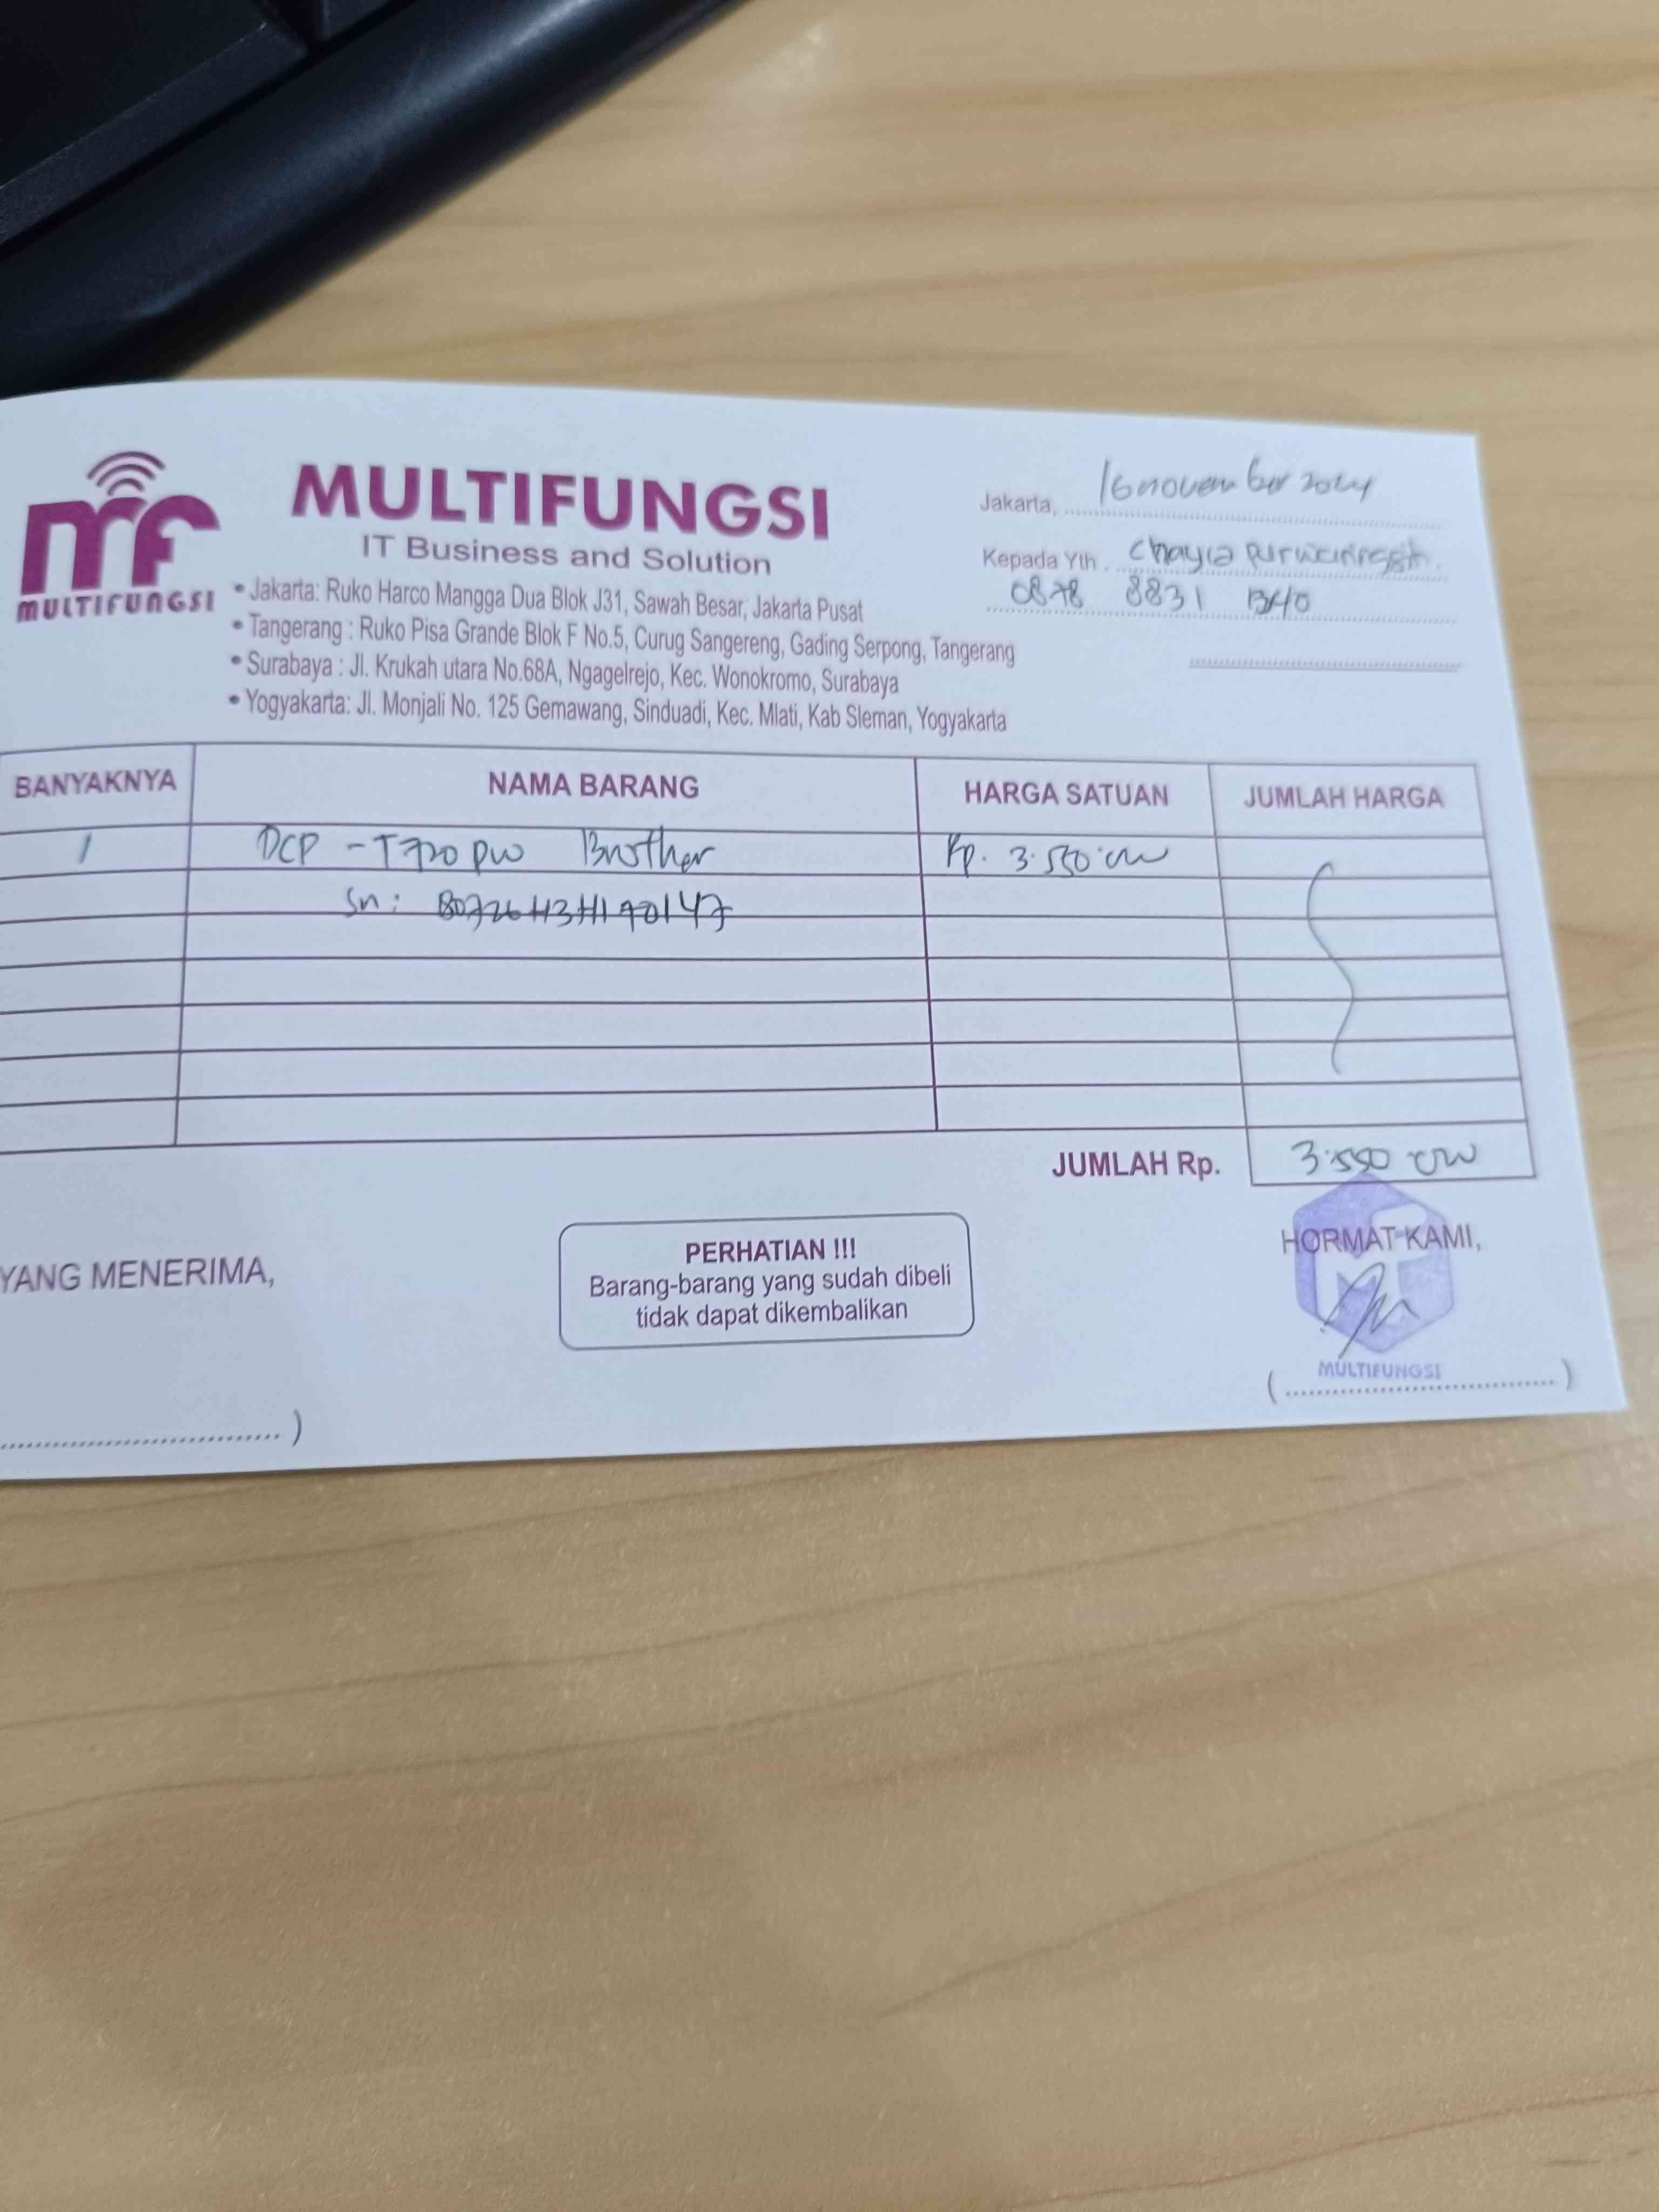 mf
MULTIFUNGSI
MULTIFUNGSI
IT Business and Solution
• Jakarta: Ruko Harco Mangga Dua Blok J31, Sawah Besar, Jakarta Pusat
• Tangerang : Ruko Pisa Grande Blok F No.5, Curug Sangereng, Gading Serpong, Tangerang
• Surabaya : Jl. Krukah utara No.68A, Ngagelrejo, Kec. Wonokromo, Surabaya
• Yogyakarta: Jl. Monjali No. 125 Gemawang, Sinduadi, Kec. Mlati, Kab Sleman, Yogyakarta
Jakarta, 16 november 2024
Kepada Yth.
0878 8831 1340
BANYAKNYA NAMA BARANG HARGA SATUAN JUMLAH HARGA
1 DCP - T720 DW Brother Rp. 3.550.000
Sn:
JUMLAH Rp. 3.550.000
YANG MENERIMA,
PERHATIAN !!!
Barang-barang yang sudah dibeli
tidak dapat dikembalikan
HORMAT KAMI,
MULTIFUNGSI